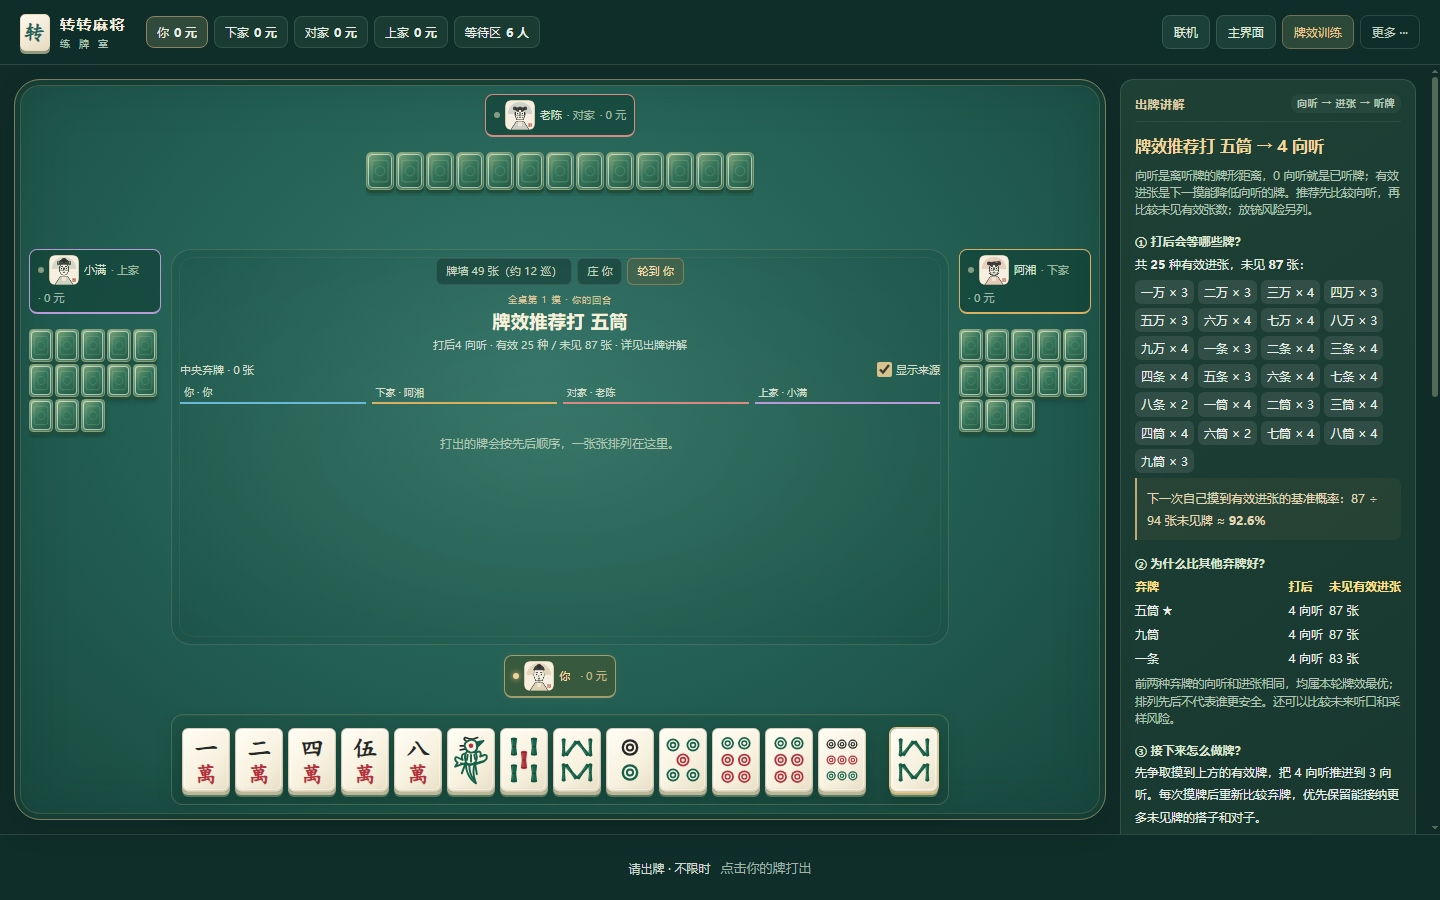 转
转转麻将
练 牌 室
你 0 元
下家 0 元
对家 0 元
上家 0 元
等待区 6 人
联机
主界面
牌效训练
更多 ···
老陈 · 对家 · 0 元
小满 · 上家
· 0 元
阿湘 · 下家
· 0 元
牌墙 49 张（约 12 巡）
庄 你
轮到 你
全桌第 1 摸 · 你的回合
牌效推荐打 五筒
打后4 向听 · 有效 25 种 / 未见 87 张 · 详见出牌讲解
中央弃牌 · 0 张
显示来源
你 · 你
下家 · 阿湘
对家 · 老陈
上家 · 小满
打出的牌会按先后顺序，一张张排列在这里。
你 · 0 元
一萬
二萬
四萬
伍萬
八萬
出牌讲解
向听 → 进张 → 听牌
牌效推荐打 五筒 → 4 向听
向听是离听牌的牌形距离，0 向听就是已听牌；有效
进张是下一摸能降低向听的牌。推荐先比较向听，再
比较未见有效张数；放铳风险另列。
① 打后会等哪些牌？
共 25 种有效进张，未见 87 张：
一万 × 3 二万 × 3 三万 × 4 四万 × 3
五万 × 3 六万 × 4 七万 × 4 八万 × 3
九万 × 4 一条 × 3 二条 × 4 三条 × 4
四条 × 4 五条 × 3 六条 × 4 七条 × 4
八条 × 2 一筒 × 4 二筒 × 3 三筒 × 4
四筒 × 4 六筒 × 2 七筒 × 4 八筒 × 4
九筒 × 3
下一次自己摸到有效进张的基准概率：87 ÷
94 张未见牌 ≈ 92.6%
② 为什么比其他弃牌好？
弃牌 打后 未见有效进张
五筒 ★ 4 向听 87 张
九筒 4 向听 87 张
一条 4 向听 83 张
前两种弃牌的向听和进张相同，均属本轮牌效最优；
排列先后不代表谁更安全。还可以比较未来听口和采
样风险。
③ 接下来怎么做牌？
先争取摸到上方的有效牌，把 4 向听推进到 3 向
听。每次摸牌后重新比较弃牌，优先保留能接纳更
多未见牌的搭子和对子。
请出牌 · 不限时 点击你的牌打出